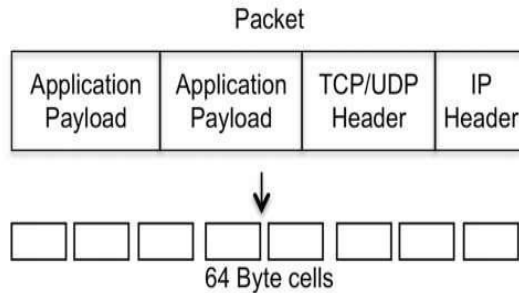 Packet
Application
Payload
Application
Payload
TCP/UDP
Header
IP
Header
64 Byte cells